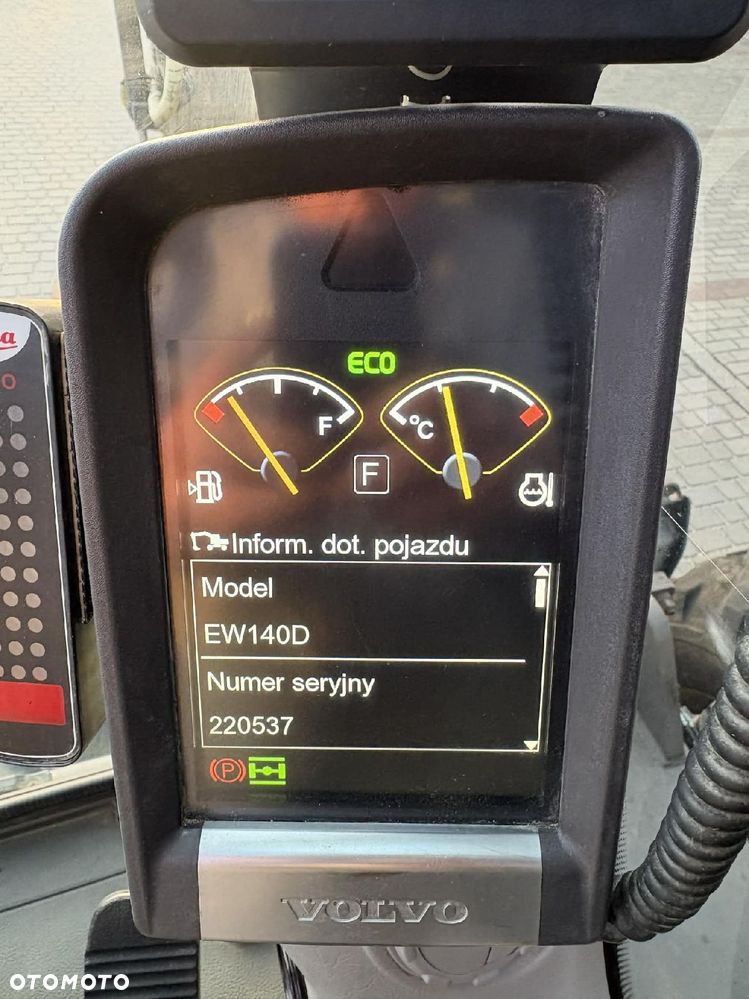 ECO
F
°C
F
Inform. dot. pojazdu
Model
EW140D
Numer seryjny
220537
P
VOLVO
OTOMOTO